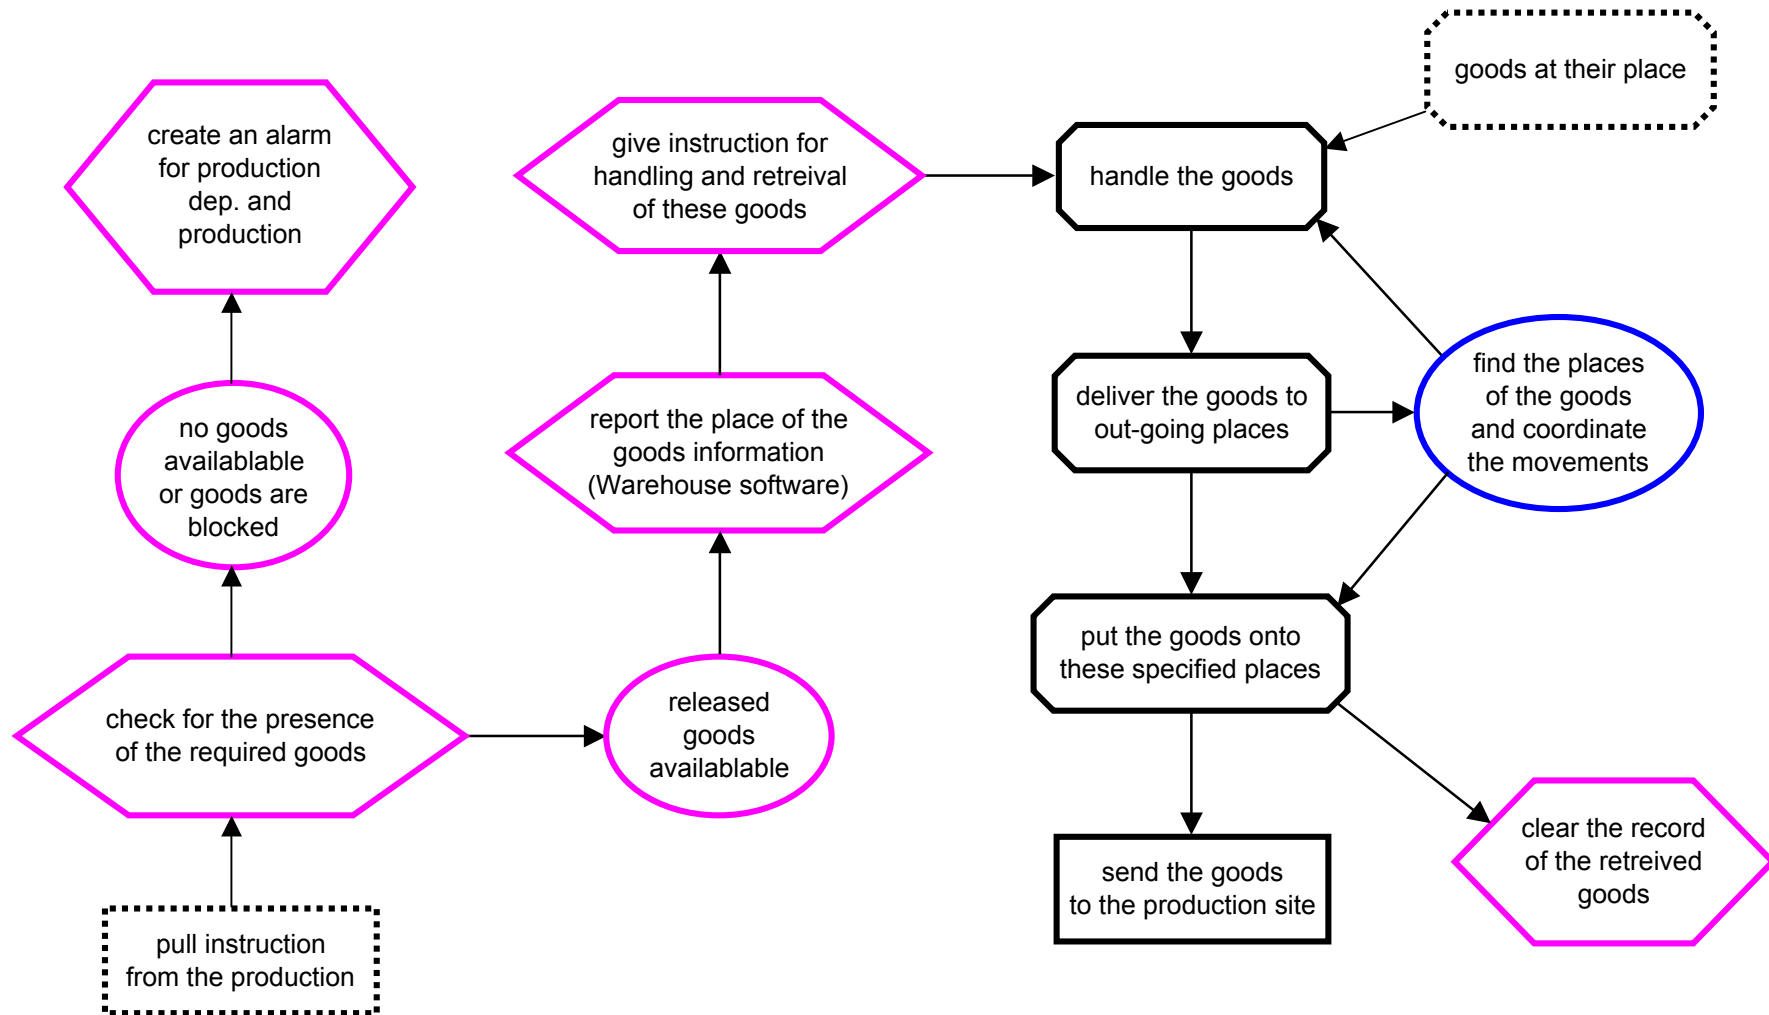 create an alarm
for production
dep. and
production
no goods
availablable
or goods are
blocked
check for the presence
of the required goods
pull instruction
from the production
give instruction for
handling and retreival
of these goods
report the place of the
goods information
(Warehouse software)
released
goods
availablable
goods at their place
handle the goods
deliver the goods to
out-going places
find the places
of the goods
and coordinate
the movements
put the goods onto
these specified places
send the goods
to the production site
clear the record
of the retreived
goods